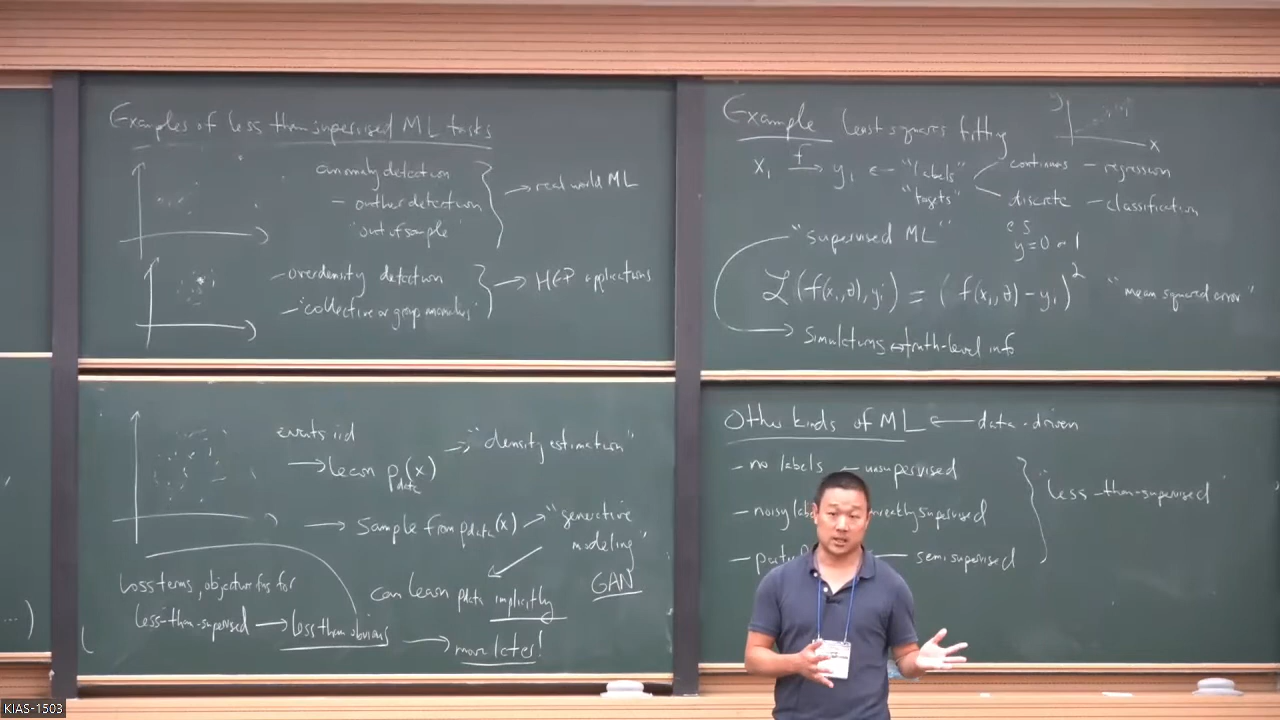 Examples of less than supervised ML tasks
anomaly detection
- outlier detection
"out of sample"
→ real world ML
- overdensity detection
- "collective or group anomalies"
→ HEP applications
events iid
→ learn p_data(x) → "density estimation"
→ sample from p_data(x) → "generative modeling"
can learn p_data implicitly
GAN
Loss terms, objective fns for
less-than-supervised → less than obvious → more later!
Example Least squares fitting
y
x
x_i f→ y_i ← "labels"
"targets"
continuous - regression
discrete - classification
y=0 or 1
"supervised ML"
L(f(x_i,θ), y_i) = (f(x_i,θ) - y_i)^2 "mean squared error"
Simulations ↔ truth-level info
Other kinds of ML ← data-driven
- no labels ← unsupervised
- noisy weakly supervised
- semisupervised
"less-than-supervised"
...)
KIAS-1503